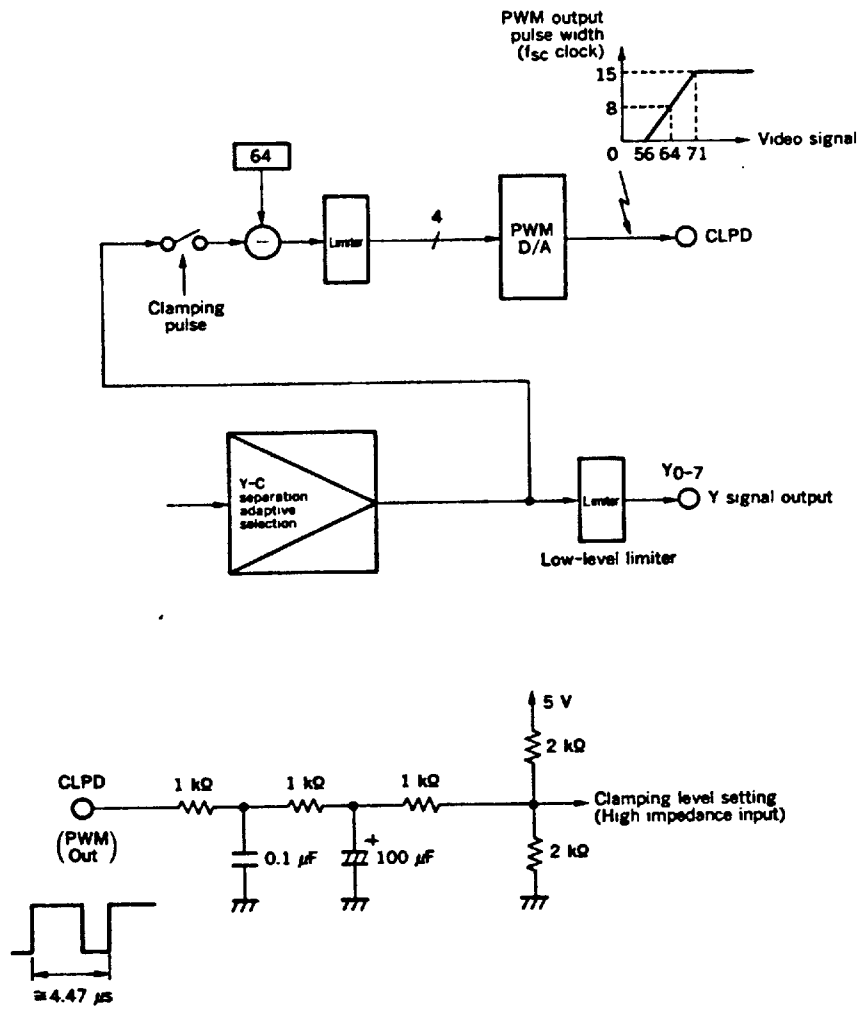 PWM output
pulse width
(fSC clock)
15
8
0 56 64 71
Video signal
64
Limiter
4
PWM
D/A
CLPD
Clamping
pulse
Y-C
separation
adaptive
selection
Limiter
Y0-7
Y signal output
Low-level limiter
5 V
2 kΩ
CLPD
1 kΩ
1 kΩ
1 kΩ
Clamping level setting
(High impedance input)
(PWM
Out)
0.1 μF
+
100 μF
2 kΩ
≅4.47 μs